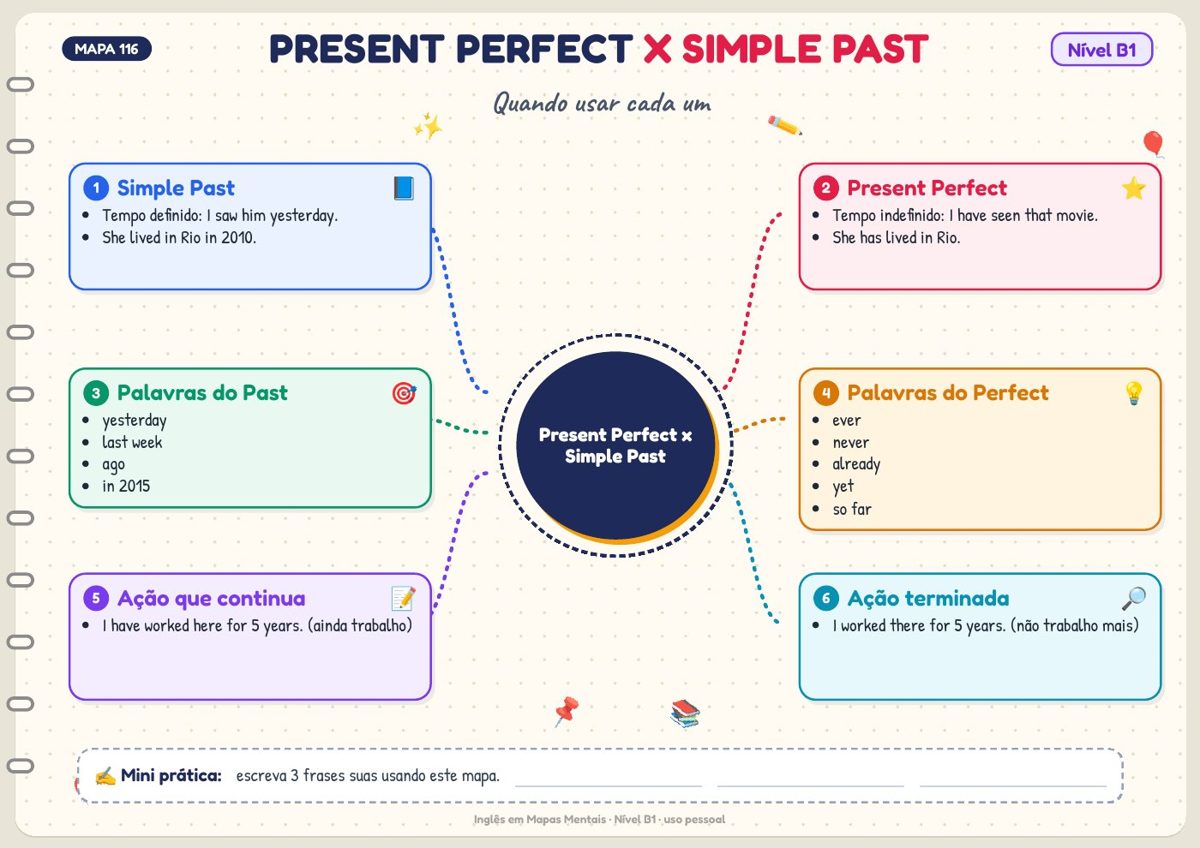 MAPA 116
PRESENT PERFECT X SIMPLE PAST
Nível B1
Quando usar cada um
1 Simple Past
• Tempo definido: I saw him yesterday.
• She lived in Rio in 2010.
2 Present Perfect
• Tempo indefinido: I have seen that movie.
• She has lived in Rio.
3 Palavras do Past
• yesterday
• last week
• ago
• in 2015
4 Palavras do Perfect
• ever
• never
• already
• yet
• so far
Present Perfect x
Simple Past
5 Ação que continua
• I have worked here for 5 years. (ainda trabalho)
6 Ação terminada
• I worked there for 5 years. (não trabalho mais)
Mini prática: escreva 3 frases suas usando este mapa.
Inglês em Mapas Mentais · Nível B1 · uso pessoal